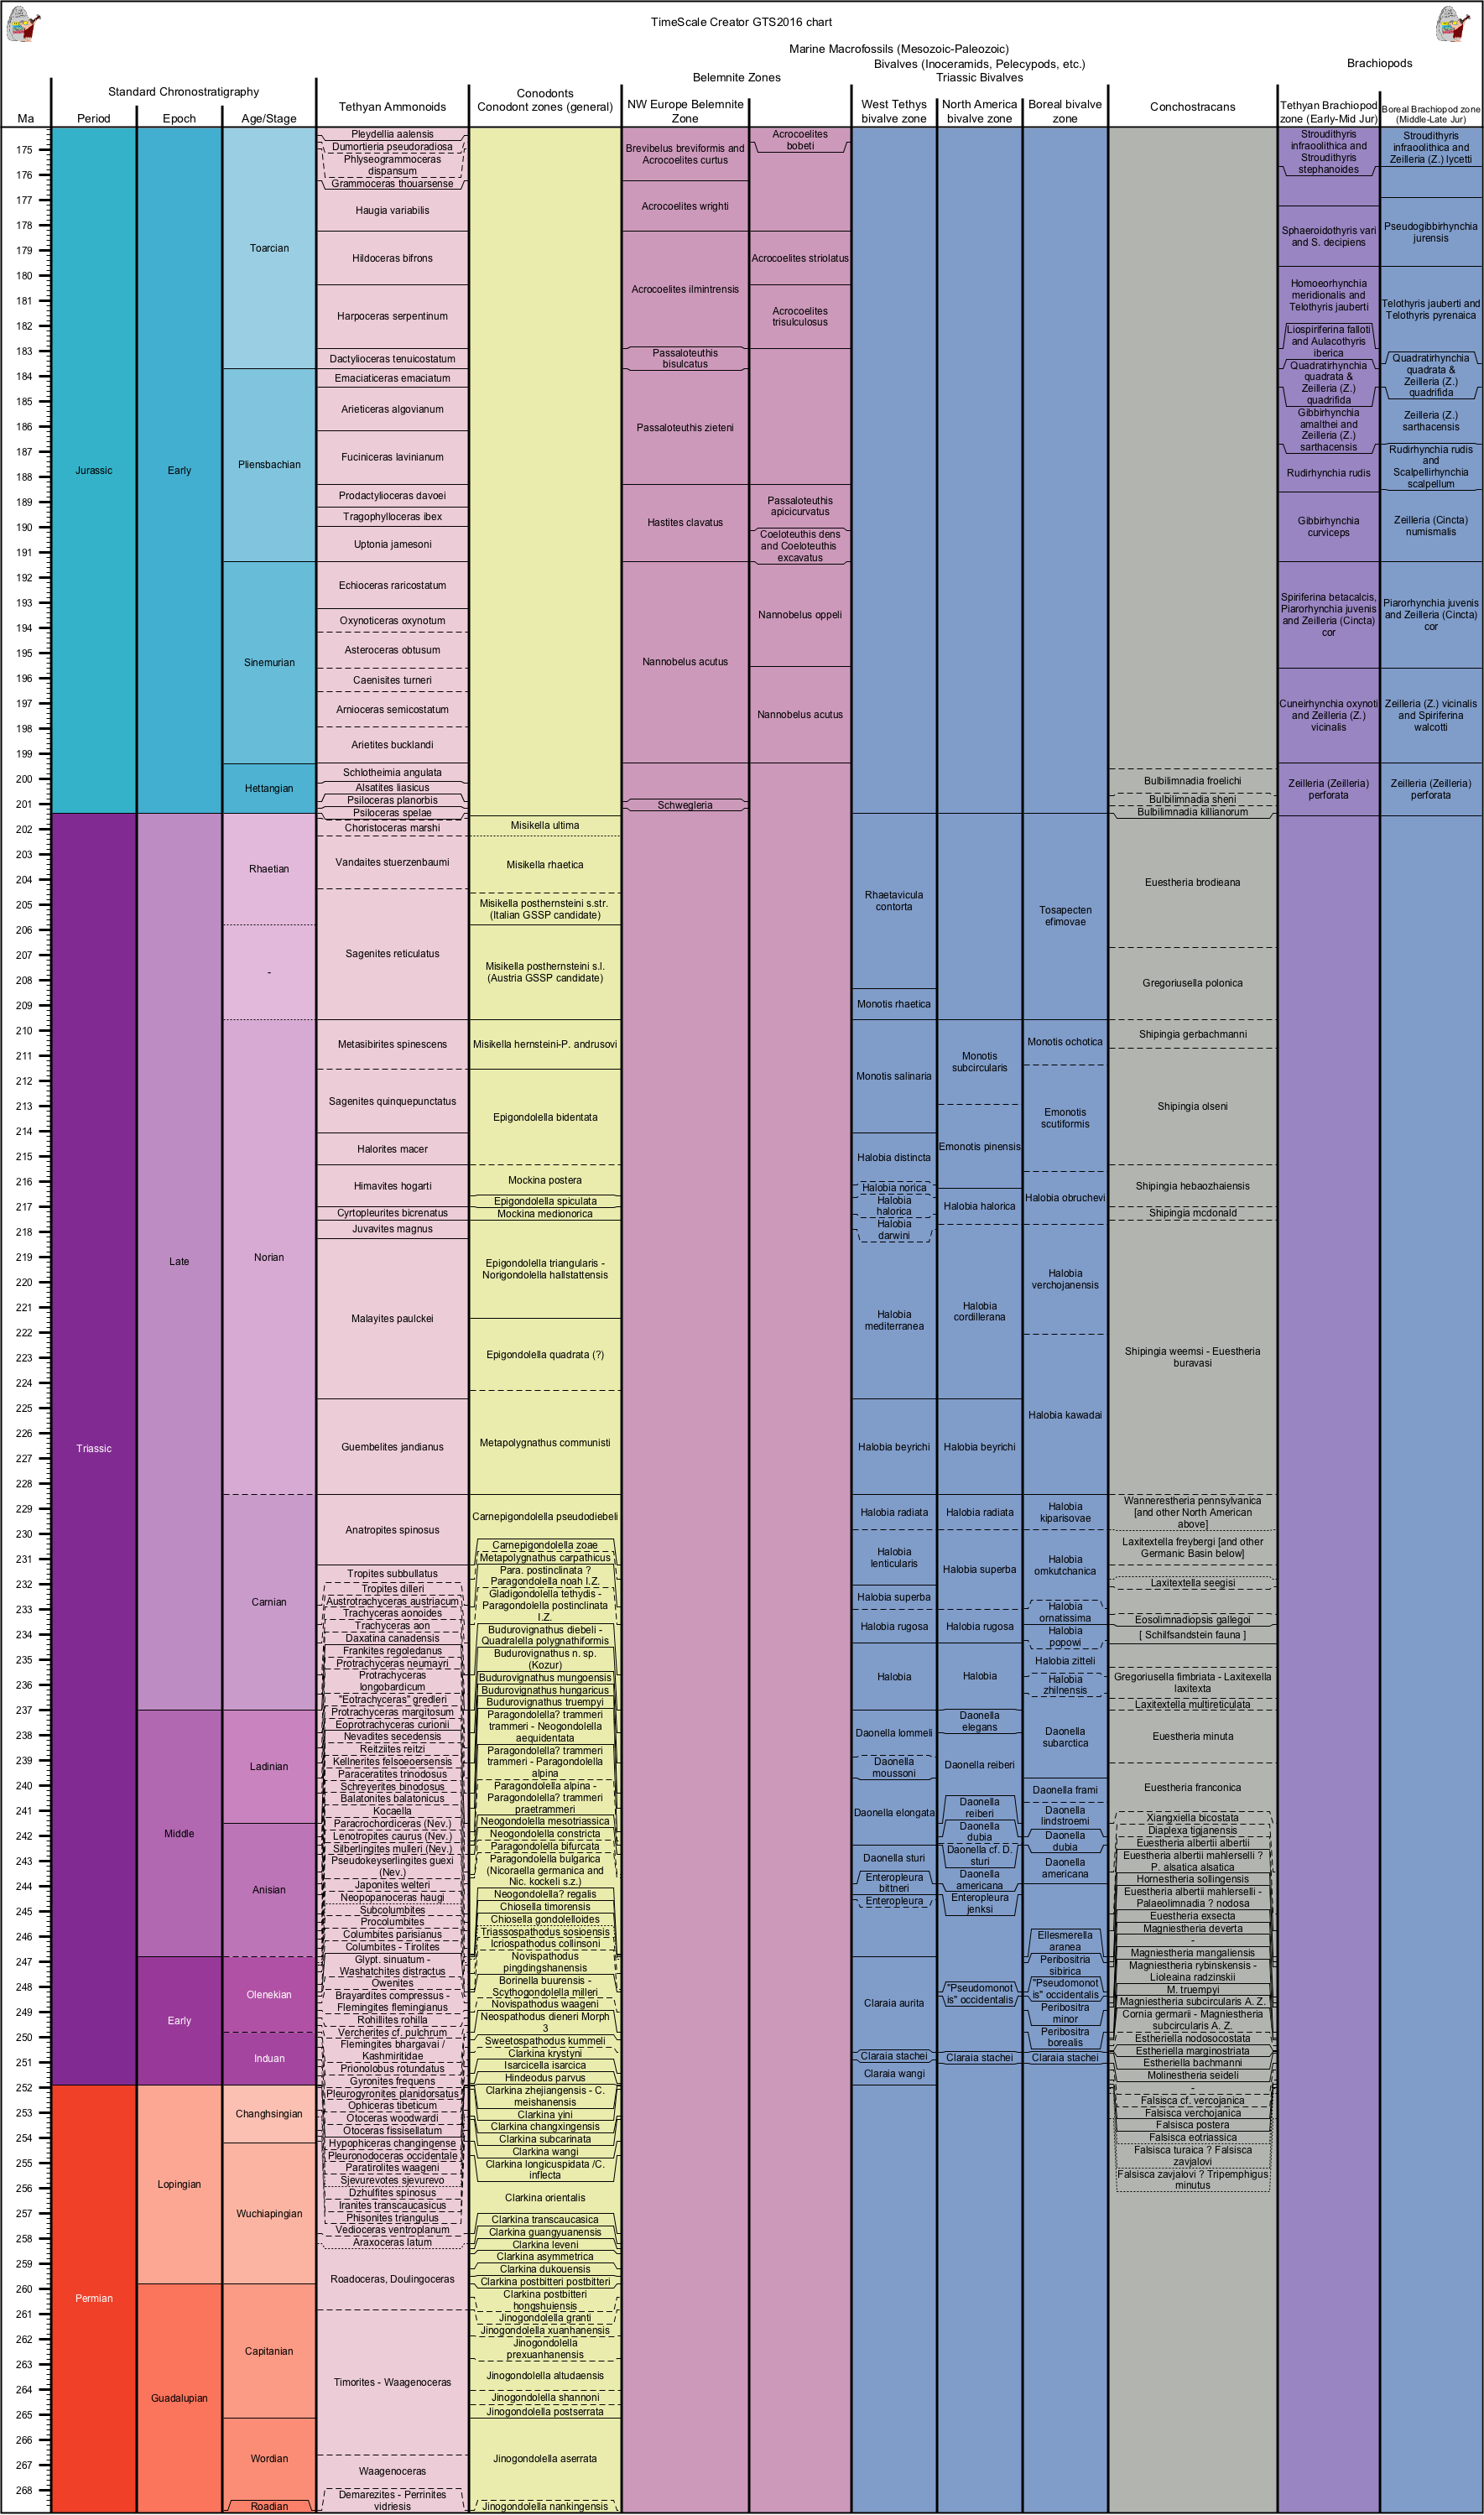 TimeScale Creator GTS2016 chart
Marine Macrofossils (Mesozoic-Paleozoic)
Bivalves (Inoceramids, Pelecypods, etc.)
Brachiopods
Belemnite Zones
Triassic Bivalves
Standard Chronostratigraphy
Conodonts
Ma
Period
Epoch
Age/Stage
Tethyan Ammonoids
Conodont zones (general)
NW Europe Belemnite
Zone
West Tethys
bivalve zone
North America
bivalve zone
Boreal bivalve
zone
Conchostracans
Tethyan Brachiopod
zone (Early-Mid Jur)
Boreal Brachiopod zone
(Middle-Late Jur)
175
176
177
178
179
180
181
182
183
184
185
186
187
188
189
190
191
192
193
194
195
196
197
198
199
200
201
202
203
204
205
206
207
208
209
210
211
212
213
214
215
216
217
218
219
220
221
222
223
224
225
226
227
228
229
230
231
232
233
234
235
236
237
238
239
240
241
242
243
244
245
246
247
248
249
250
251
252
253
254
255
256
257
258
259
260
261
262
263
264
265
266
267
268
Jurassic
Triassic
Permian
Early
Late
Middle
Early
Lopingian
Guadalupian
Toarcian
Pliensbachian
Sinemurian
Hettangian
Rhaetian
-
Norian
Carnian
Ladinian
Anisian
Olenekian
Induan
Changhsingian
Wuchiapingian
Capitanian
Wordian
Roadian
Pleydellia aalensis
Dumortieria pseudoradiosa
Phlyseogrammoceras
dispansum
Grammoceras thouarsense
Haugia variabilis
Hildoceras bifrons
Harpoceras serpentinum
Dactylioceras tenuicostatum
Emaciaticeras emaciatum
Arieticeras algovianum
Fuciniceras lavinianum
Prodactylioceras davoei
Tragophylloceras ibex
Uptonia jamesoni
Echioceras raricostatum
Oxynoticeras oxynotum
Asteroceras obtusum
Caenisites turneri
Arnioceras semicostatum
Arietites bucklandi
Schlotheimia angulata
Alsatites liasicus
Psiloceras planorbis
Psiloceras spelae
Choristoceras marshi
Vandaites stuerzenbaumi
Sagenites reticulatus
Metasibirites spinescens
Sagenites quinquepunctatus
Halorites macer
Himavites hogarti
Cyrtopleurites bicrenatus
Juvavites magnus
Malayites paulckei
Guembelites jandianus
Anatropites spinosus
Tropites subbullatus
Tropites dilleri
Austrotrachyceras austriacum
Trachyceras aonoides
Trachyceras aon
Daxatina canadensis
Frankites regoledanus
Protrachyceras neumayri
Protrachyceras
longobardicum
"Eotrachyceras" gredleri
Protrachyceras margitosum
Eoprotrachyceras curionii
Nevadites secedensis
Reitziites reitzi
Kellnerites felsoeoersensis
Paraceratites trinodosus
Schreyerites binodosus
Balatonites balatonicus
Kocaella
Paracrochordiceras (Nev.)
Lenotropites caurus (Nev.)
Silberlingites mulleri (Nev.)
Pseudokeyserlingites guexi
(Nev.)
Japonites welteri
Neopopanoceras haugi
Subcolumbites
Procolumbites
Columbites parisianus
Columbites - Tirolites
Glypt. sinuatum -
Washatchites distractus
Owenites
Brayardites compressus -
Flemingites flemingianus
Rohillites rohilla
Vercherites cf. pulchrum
Flemingites bhargavai /
Kashmiritidae
Prionolobus rotundatus
Gyronites frequens
Pleurogyronites planidorsatus
Ophiceras tibeticum
Otoceras woodwardi
Otoceras fissisellatum
Hypophiceras changingense
Pleuronodoceras occidentale
Paratirolites waageni
Sjevurevotes sjevurevo
Dzhulfites spinosus
Iranites transcaucasicus
Phisonites triangulus
Vedioceras ventroplanum
Araxoceras latum
Roadoceras, Doulingoceras
Timorites - Waagenoceras
Waagenoceras
Demarezites - Perrinites
vidriesis
Misikella ultima
Misikella rhaetica
Misikella posthernsteini s.str.
(Italian GSSP candidate)
Misikella posthernsteini s.l.
(Austria GSSP candidate)
Misikella hernsteini-P. andrusovi
Epigondolella bidentata
Mockina postera
Epigondolella spiculata
Mockina medionorica
Epigondolella triangularis -
Norigondolella hallstattensis
Epigondolella quadrata (?)
Metapolygnathus communisti
Carnepigondolella pseudodiebeli
Carnepigondolella zoae
Metapolygnathus carpathicus
Para. postinclinata ?
Paragondolella noah I.Z.
Gladigondolella tethydis -
Paragondolella postinclinata
I.Z.
Budurovignathus diebeli -
Quadralella polygnathiformis
Budurovignathus n. sp.
(Kozur)
Budurovignathus mungoensis
Budurovignathus hungaricus
Budurovignathus truempyi
Paragondolella? trammeri
trammeri - Neogondolella
aequidentata
Paragondolella? trammeri
trammeri - Paragondolella
alpina
Paragondolella alpina -
Paragondolella? trammeri
praetrammeri
Neogondolella mesotriassica
Neogondolella constricta
Paragondolella bifurcata
Paragondolella bulgarica
(Nicoraella germanica and
Nic. kockeli s.z.)
Neogondolella? regalis
Chiosella timorensis
Chiosella gondolelloides
Triassospathodus sosioensis
Icriospathodus collinsoni
Novispathodus
pingdingshanensis
Borinella buurensis -
Scythogondolella milleri
Novispathodus waageni
Neospathodus dieneri Morph
3
Sweetospathodus kummeli
Clarkina krystyni
Isarcicella isarcica
Hindeodus parvus
Clarkina zhejiangensis - C.
meishanensis
Clarkina yini
Clarkina changxingensis
Clarkina subcarinata
Clarkina wangi
Clarkina longicuspidata /C.
inflecta
Clarkina orientalis
Clarkina transcaucasica
Clarkina guangyuanensis
Clarkina leveni
Clarkina asymmetrica
Clarkina dukouensis
Clarkina postbitteri postbitteri
Clarkina postbitteri
hongshuiensis
Jinogondolella granti
Jinogondolella xuanhanensis
Jinogondolella
prexuanhanensis
Jinogondolella altudaensis
Jinogondolella shannoni
Jinogondolella postserrata
Jinogondolella aserrata
Jinogondolella nankingensis
Brevibelus breviformis and
Acrocoelites curtus
Acrocoelites wrighti
Acrocoelites ilmintrensis
Passaloteuthis
bisulcatus
Passaloteuthis zieteni
Hastites clavatus
Nannobelus acutus
Schwegleria
Acrocoelites
bobeti
Acrocoelites striolatus
Acrocoelites
trisulculosus
Passaloteuthis
apicicurvatus
Coeloteuthis dens
and Coeloteuthis
excavatus
Nannobelus oppeli
Nannobelus acutus
Rhaetavicula
contorta
Monotis rhaetica
Monotis salinaria
Halobia distincta
Halobia norica
Halobia
halorica
Halobia
darwini
Halobia
mediterranea
Halobia beyrichi
Halobia radiata
Halobia
lenticularis
Halobia superba
Halobia rugosa
Halobia
Daonella lommeli
Daonella
moussoni
Daonella elongata
Daonella sturi
Enteropleura
bittneri
Enteropleura
Claraia aurita
Claraia stachei
Claraia wangi
Monotis
subcircularis
Emonotis pinensis
Halobia halorica
Halobia
cordillerana
Halobia beyrichi
Halobia radiata
Halobia superba
Halobia rugosa
Halobia
Daonella
elegans
Daonella reiberi
Daonella
reiberi
Daonella
dubia
Daonella cf. D.
sturi
Daonella
americana
Enteropleura
jenksi
"Pseudomonot
is" occidentalis
Claraia stachei
Tosapecten
efimovae
Monotis ochotica
Emonotis
scutiformis
Halobia obruchevi
Halobia
verchojanensis
Halobia kawadai
Halobia
kiparisovae
Halobia
omkutchanica
Halobia
ornatissima
Halobia
popowi
Halobia zitteli
Halobia
zhilnensis
Daonella
subarctica
Daonella frami
Daonella
lindstroemi
Daonella
dubia
Daonella
americana
Ellesmerella
aranea
Peribositria
sibirica
"Pseudomonot
is" occidentalis
Peribositra
minor
Peribositra
borealis
Claraia stachei
Bulbilimnadia froelichi
Bulbilimnadia sheni
Bulbilimnadia killianorum
Euestheria brodieana
Gregoriusella polonica
Shipingia gerbachmanni
Shipingia olseni
Shipingia hebaozhaiensis
Shipingia mcdonald
Shipingia weemsi - Euestheria
buravasi
Wannerestheria pennsylvanica
[and other North American
above]
Laxitextella freybergi [and other
Germanic Basin below]
Laxitextella seegisi
Eosolimnadiopsis gallegoi
[ Schilfsandstein fauna ]
Gregoriusella fimbriata - Laxitexella
laxitexta
Laxitextella multireticulata
Euestheria minuta
Euestheria franconica
Xiangxiella bicostata
Diaplexa tigjanensis
Euestheria albertii albertii
Euestheria albertii mahlerselli ?
P. alsatica alsatica
Hornestheria sollingensis
Euestheria albertii mahlerselli -
Palaeolimnadia ? nodosa
Euestheria exsecta
Magniestheria deverta
-
Magniestheria mangaliensis
Magniestheria rybinskensis -
Lioleaina radzinskii
M. truempyi
Magniestheria subcircularis A. Z.
Cornia germarii - Magniestheria
subcircularis A. Z.
Estheriella nodosocostata
Estheriella marginostriata
Estheriella bachmanni
Molinestheria seideli
-
Falsisca cf. vercojanica
Falsisca verchojanica
Falsisca postera
Falsisca eotriassica
Falsisca turaica ? Falsisca
zavjalovi
Falsisca zavjalovi ? Tripemphigus
minutus
Stroudithyris
infraoolithica and
Stroudithyris
stephanoides
Sphaeroidothyris vari
and S. decipiens
Homoeorhynchia
meridionalis and
Telothyris jauberti
Liospiriferina falloti
and Aulacothyris
iberica
Quadratirhynchia
quadrata &
Zeilleria (Z.)
quadrifida
Gibbirhynchia
amalthei and
Zeilleria (Z.)
sarthacensis
Rudirhynchia rudis
Gibbirhynchia
curviceps
Spiriferina betacalcis,
Piarorhynchia juvenis
and Zeilleria (Cincta)
cor
Cuneirhynchia oxynoti
and Zeilleria (Z.)
vicinalis
Zeilleria (Zeilleria)
perforata
Stroudithyris
infraoolithica and
Zeilleria (Z.) lycetti
Pseudogibbirhynchia
jurensis
Telothyris jauberti and
Telothyris pyrenaica
Quadratirhynchia
quadrata &
Zeilleria (Z.)
quadrifida
Zeilleria (Z.)
sarthacensis
Rudirhynchia rudis
and
Scalpellirhynchia
scalpellum
Zeilleria (Cincta)
numismalis
Piarorhynchia juvenis
and Zeilleria (Cincta)
cor
Zeilleria (Z.) vicinalis
and Spiriferina
walcotti
Zeilleria (Zeilleria)
perforata